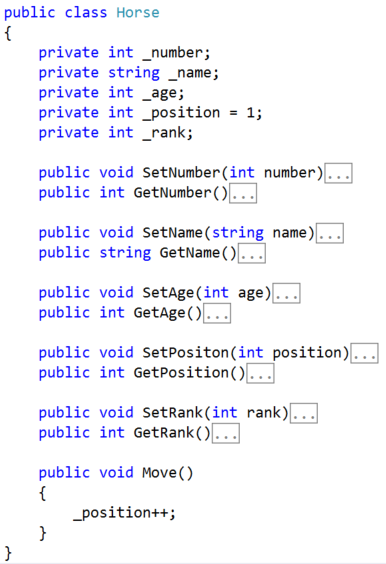 public class Horse
{
private int _number;
private string _name;
private int _age;
private int _position = 1;
private int _rank;
public void SetNumber(int number)...
public int GetNumber()...
public void SetName(string name)...
public string GetName()...
public void SetAge(int age)...
public int GetAge()...
public void SetPositon(int position)...
public int GetPosition()...
public void SetRank(int rank)...
public int GetRank()...
public void Move()
{
_position++;
}
}